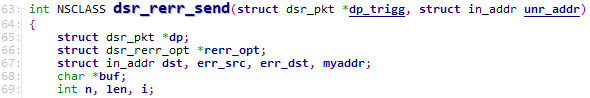 63: int NSCLASS dsr_rerr_send(struct dsr_pkt *dp_trigg, struct in_addr unr_addr)
64: {
65: struct dsr_pkt *dp;
66: struct dsr_rerr_opt *rerr_opt;
67: struct in_addr dst, err_src, err_dst, myaddr;
68: char *buf;
69: int n, len, i;